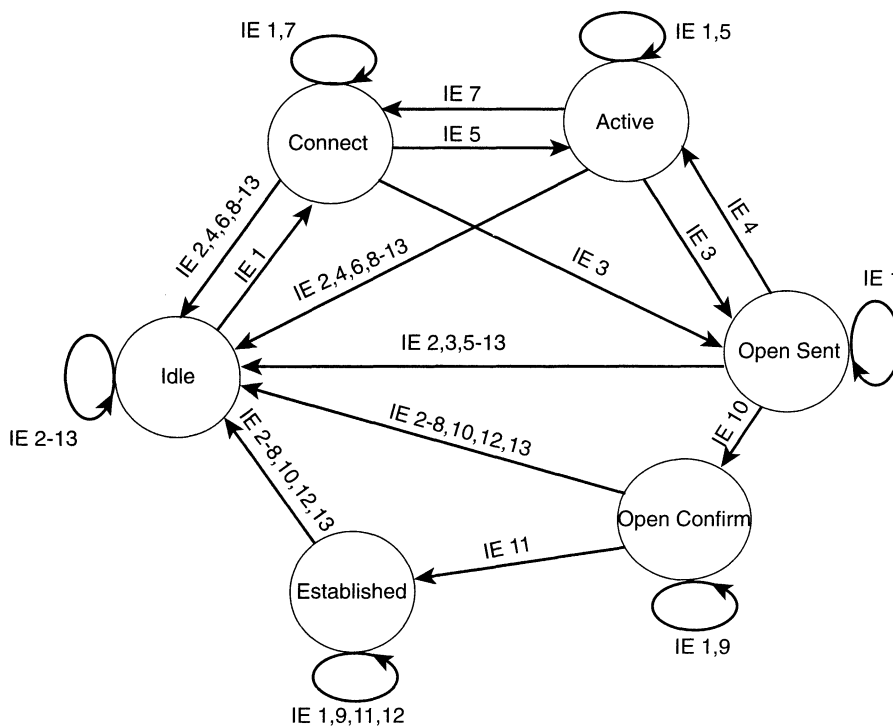 IE 1,7
IE 1,5
IE 7
Active
Connect
IE 5
IE 2,4,6,8-13
IE 1
IE 2,4,6,8-13
IE 3
IE 3
IE 4
IE 1
IE 2,3,5-13
Open Sent
Idle
IE 2-13
IE 2-8,10,12,13
IE 2-8,10,12,13
IE 10
Open Confirm
IE 11
Established
IE 1,9
IE 1,9,11,12